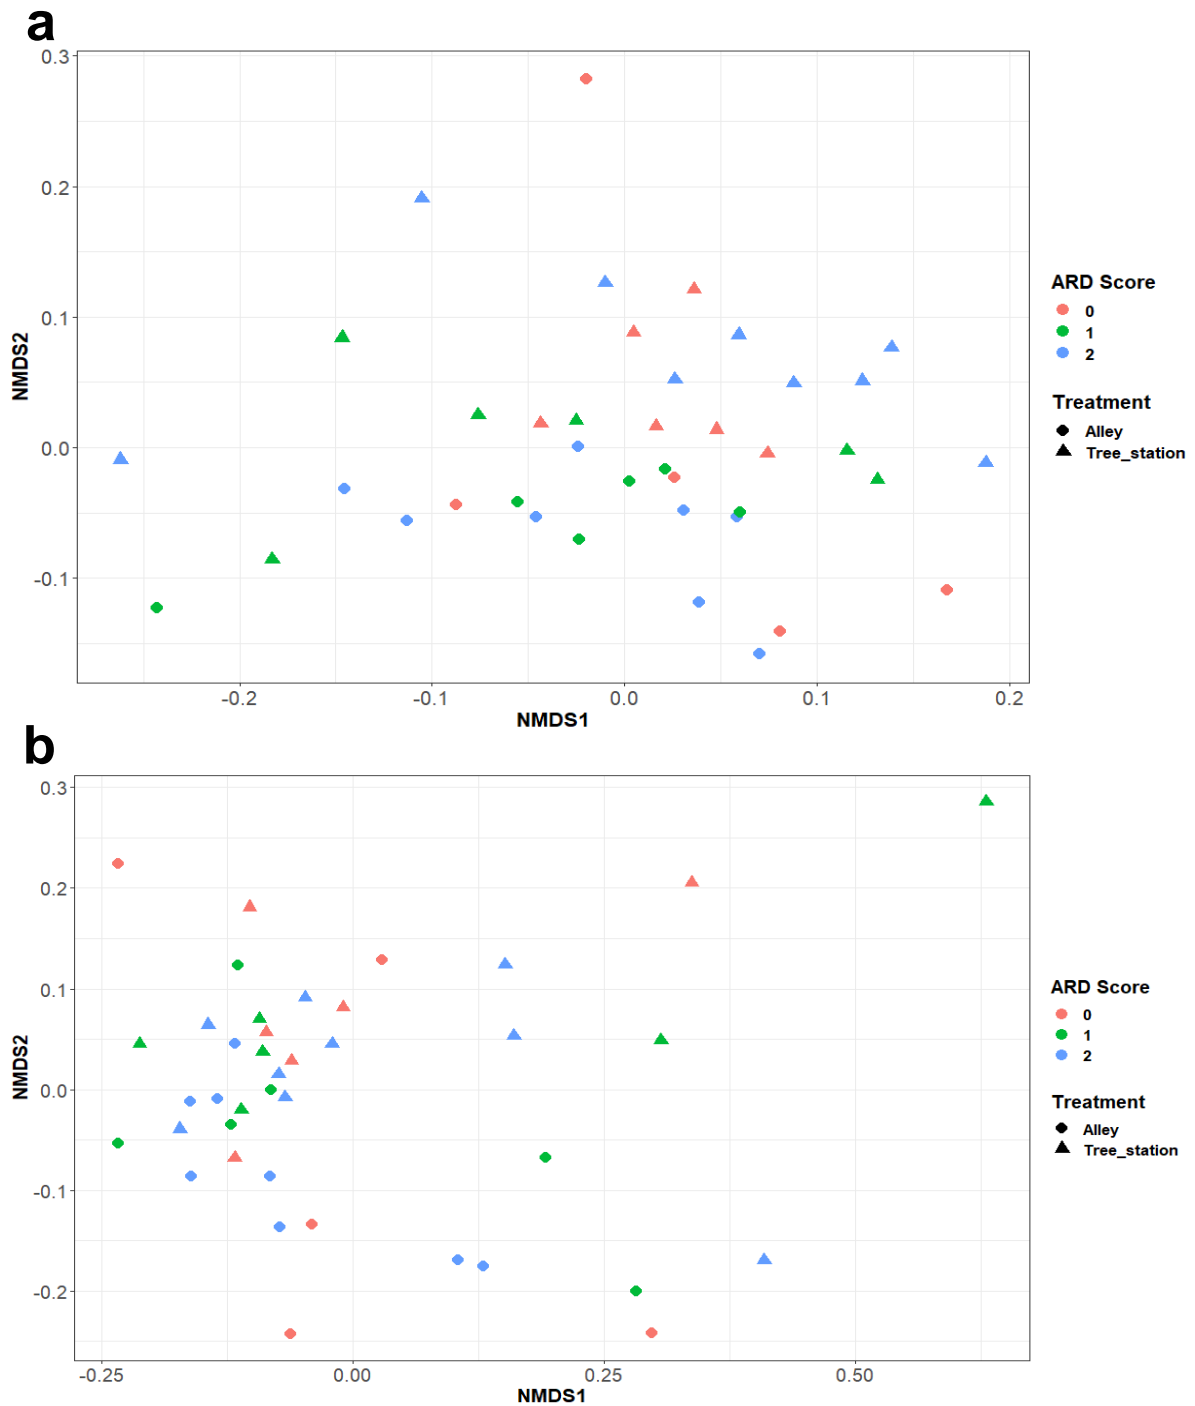 a
0.3
0.2
0.1
0.0
-0.1
NMDS2
-0.2 -0.1 0.0 0.1 0.2
NMDS1
ARD Score
0
1
2
Treatment
Alley
Tree_station
b
0.3
0.2
0.1
0.0
-0.1
-0.2
NMDS2
-0.25 0.00 0.25 0.50
NMDS1
ARD Score
0
1
2
Treatment
Alley
Tree_station